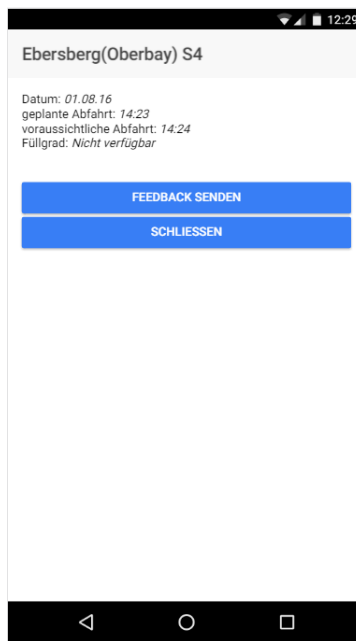 12:29
Ebersberg(Oberbay) S4
Datum: 01.08.16
geplante Abfahrt: 14:23
voraussichtliche Abfahrt: 14:24
Füllgrad: Nicht verfügbar
FEEDBACK SENDEN
SCHLIESSEN